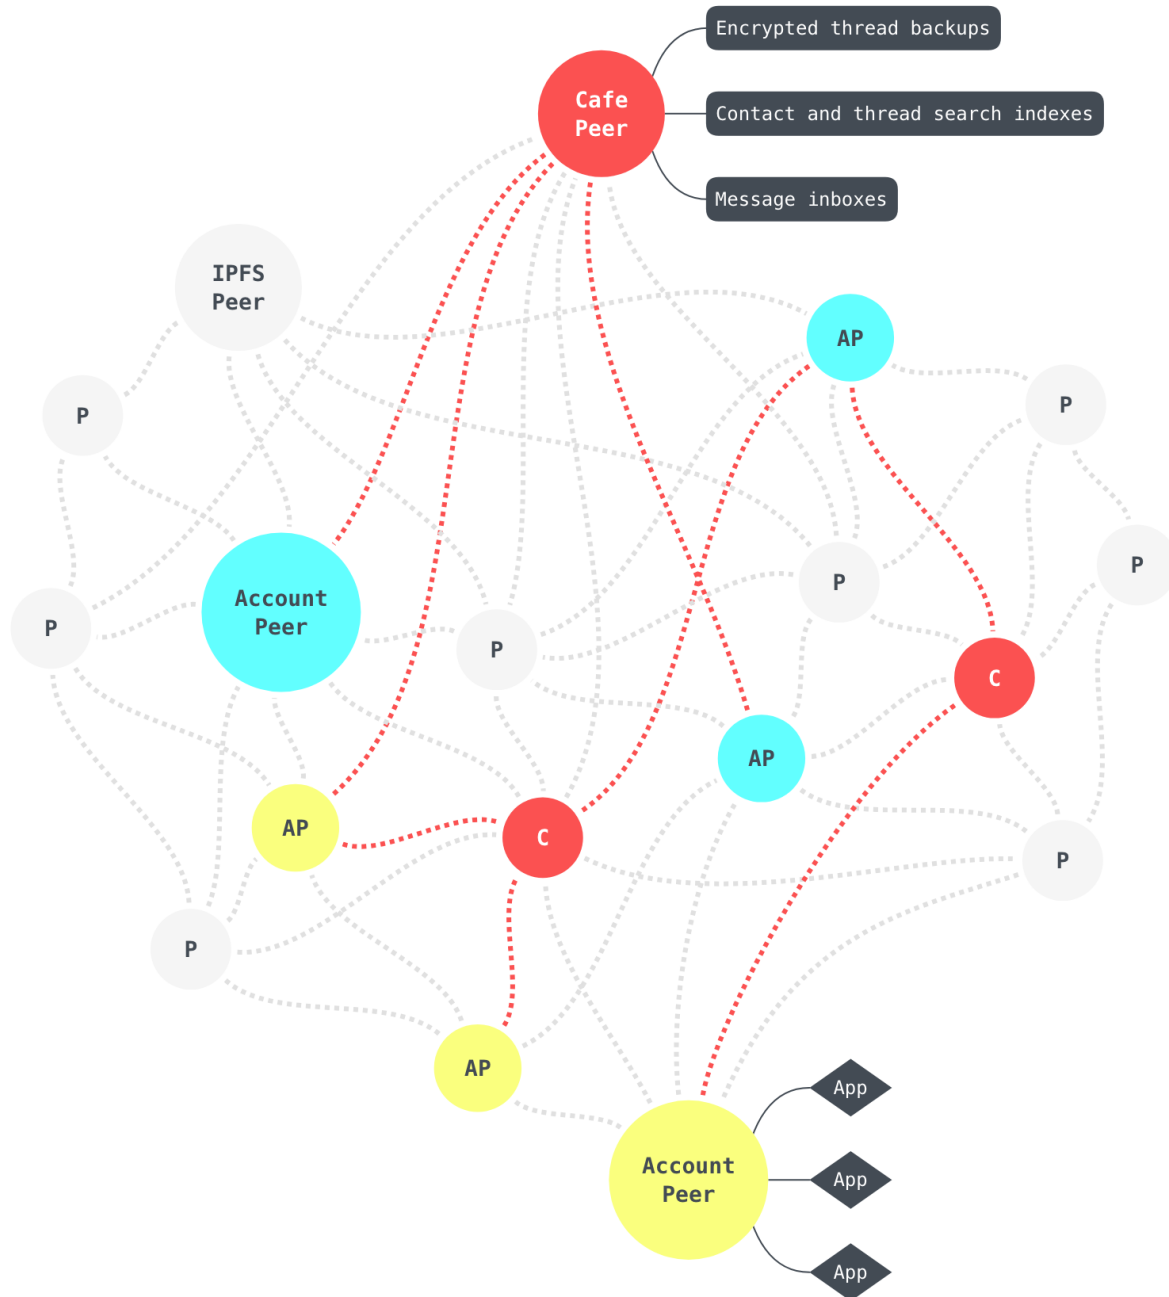 Encrypted thread backups
Cafe
Peer
Contact and thread search indexes
Message inboxes
IPFS
Peer
AP
P
P
P
Account
Peer
P
P
P
C
AP
AP
C
P
P
AP
App
Account
Peer
App
App